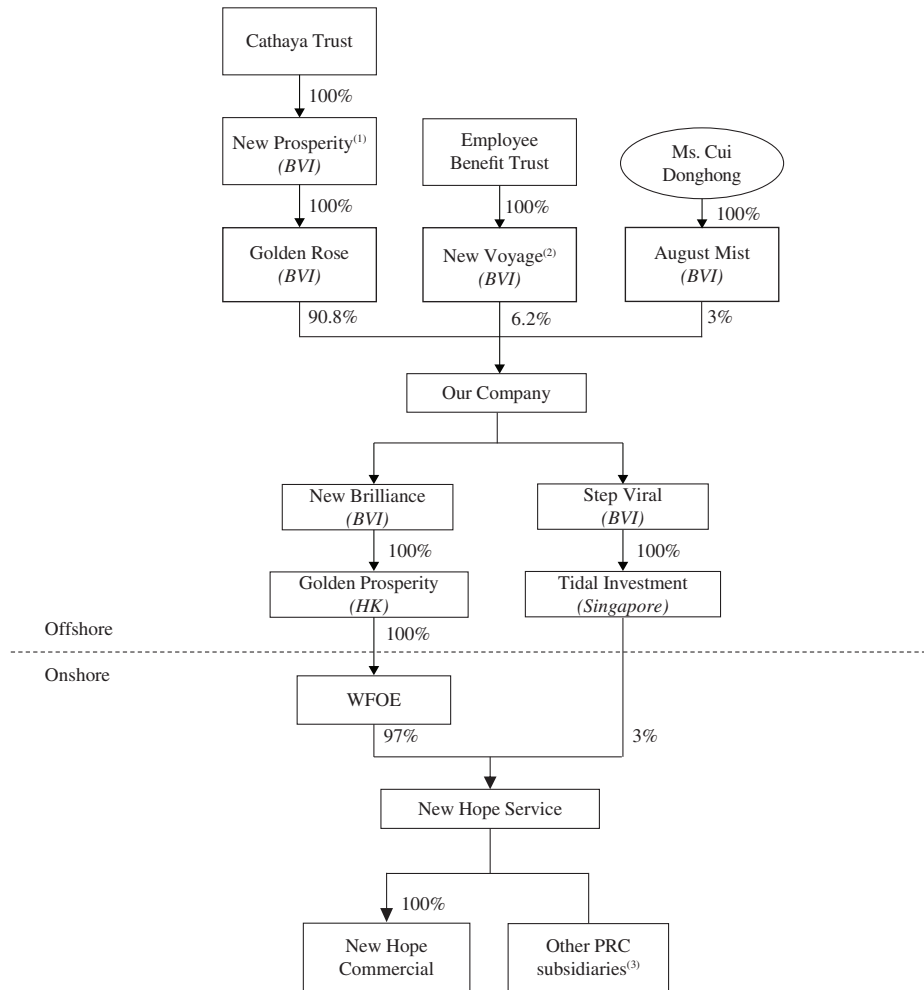 Cathaya Trust
100%
New Prosperity(1)
(BVI)
Employee
Benefit Trust
Ms. Cui
Donghong
100%
100%
100%
Golden Rose
(BVI)
New Voyage(2)
(BVI)
August Mist
(BVI)
90.8%
6.2%
3%
Our Company
New Brilliance
(BVI)
Step Viral
(BVI)
100%
100%
Golden Prosperity
(HK)
Tidal Investment
(Singapore)
Offshore
100%
Onshore
WFOE
97%
3%
New Hope Service
100%
New Hope
Commercial
Other PRC
subsidiaries(3)